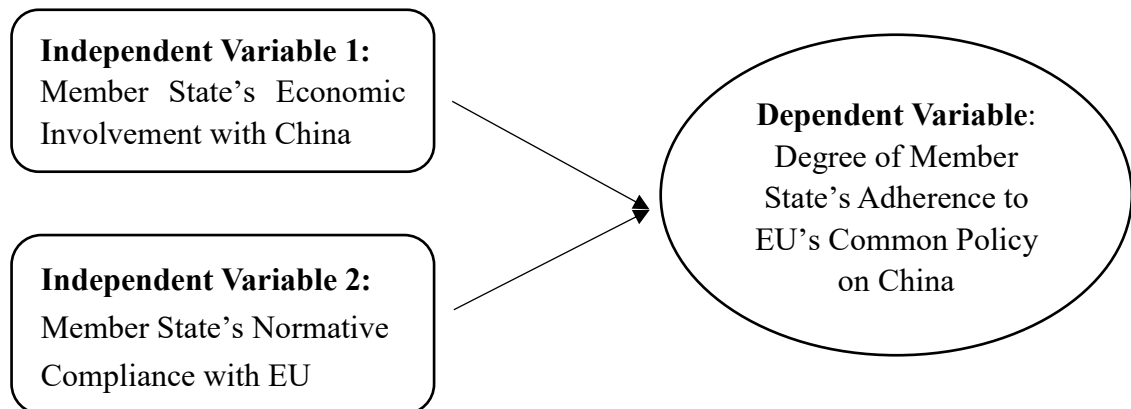 Independent Variable 1:
Member State’s Economic
Involvement with China
Independent Variable 2:
Member State’s Normative
Compliance with EU
Dependent Variable:
Degree of Member
State’s Adherence to
EU’s Common Policy
on China